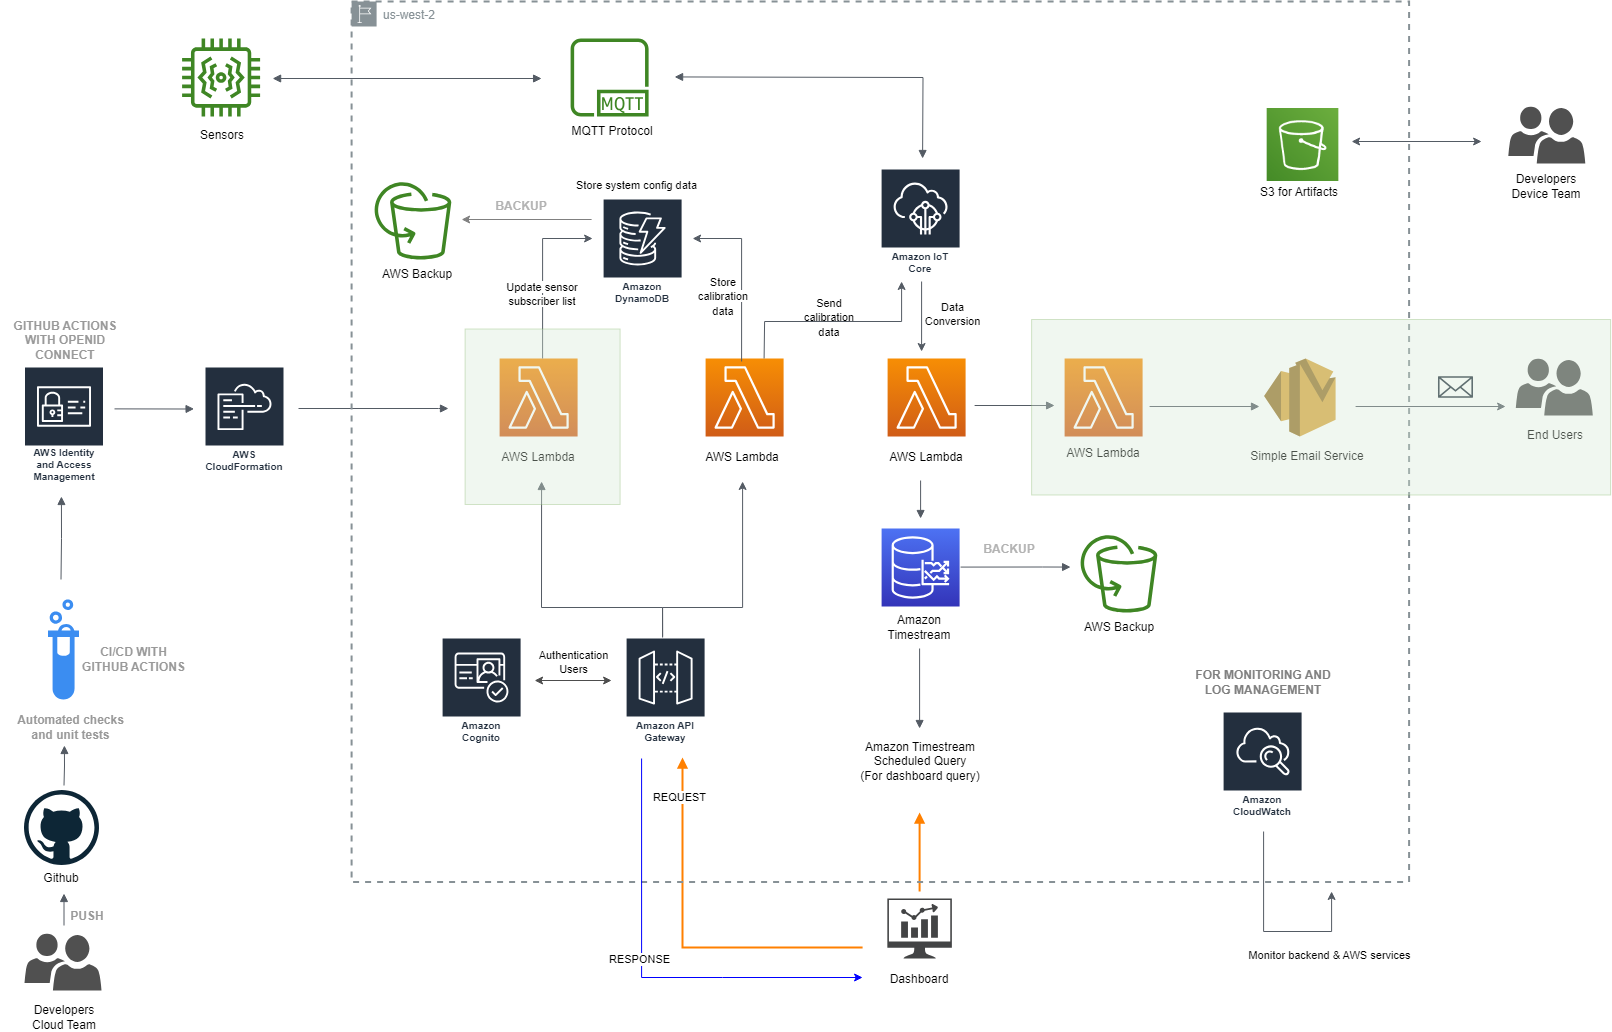 us-west-2
Sensors
MQTT
MQTT Protocol
S3 for Artifacts
Developers
Device Team
Store system config data
BACKUP
AWS Backup
Amazon
DynamoDB
Amazon IoT
Core
Update sensor
subscriber list
Store
calibration
data
Send
calibration
data
Data
Conversion
GITHUB ACTIONS
WITH OPENID
CONNECT
AWS Identity
and Access
Management
AWS
CloudFormation
AWS Lambda
AWS Lambda
AWS Lambda
AWS Lambda
Simple Email Service
End Users
BACKUP
AWS Backup
Amazon
Timestream
CI/CD WITH
GITHUB ACTIONS
Automated checks
and unit tests
Authentication
Users
Amazon
Cognito
Amazon API
Gateway
Amazon Timestream
Scheduled Query
(For dashboard query)
FOR MONITORING AND
LOG MANAGEMENT
Amazon
CloudWatch
REQUEST
RESPONSE
Github
PUSH
Developers
Cloud Team
Dashboard
Monitor backend & AWS services